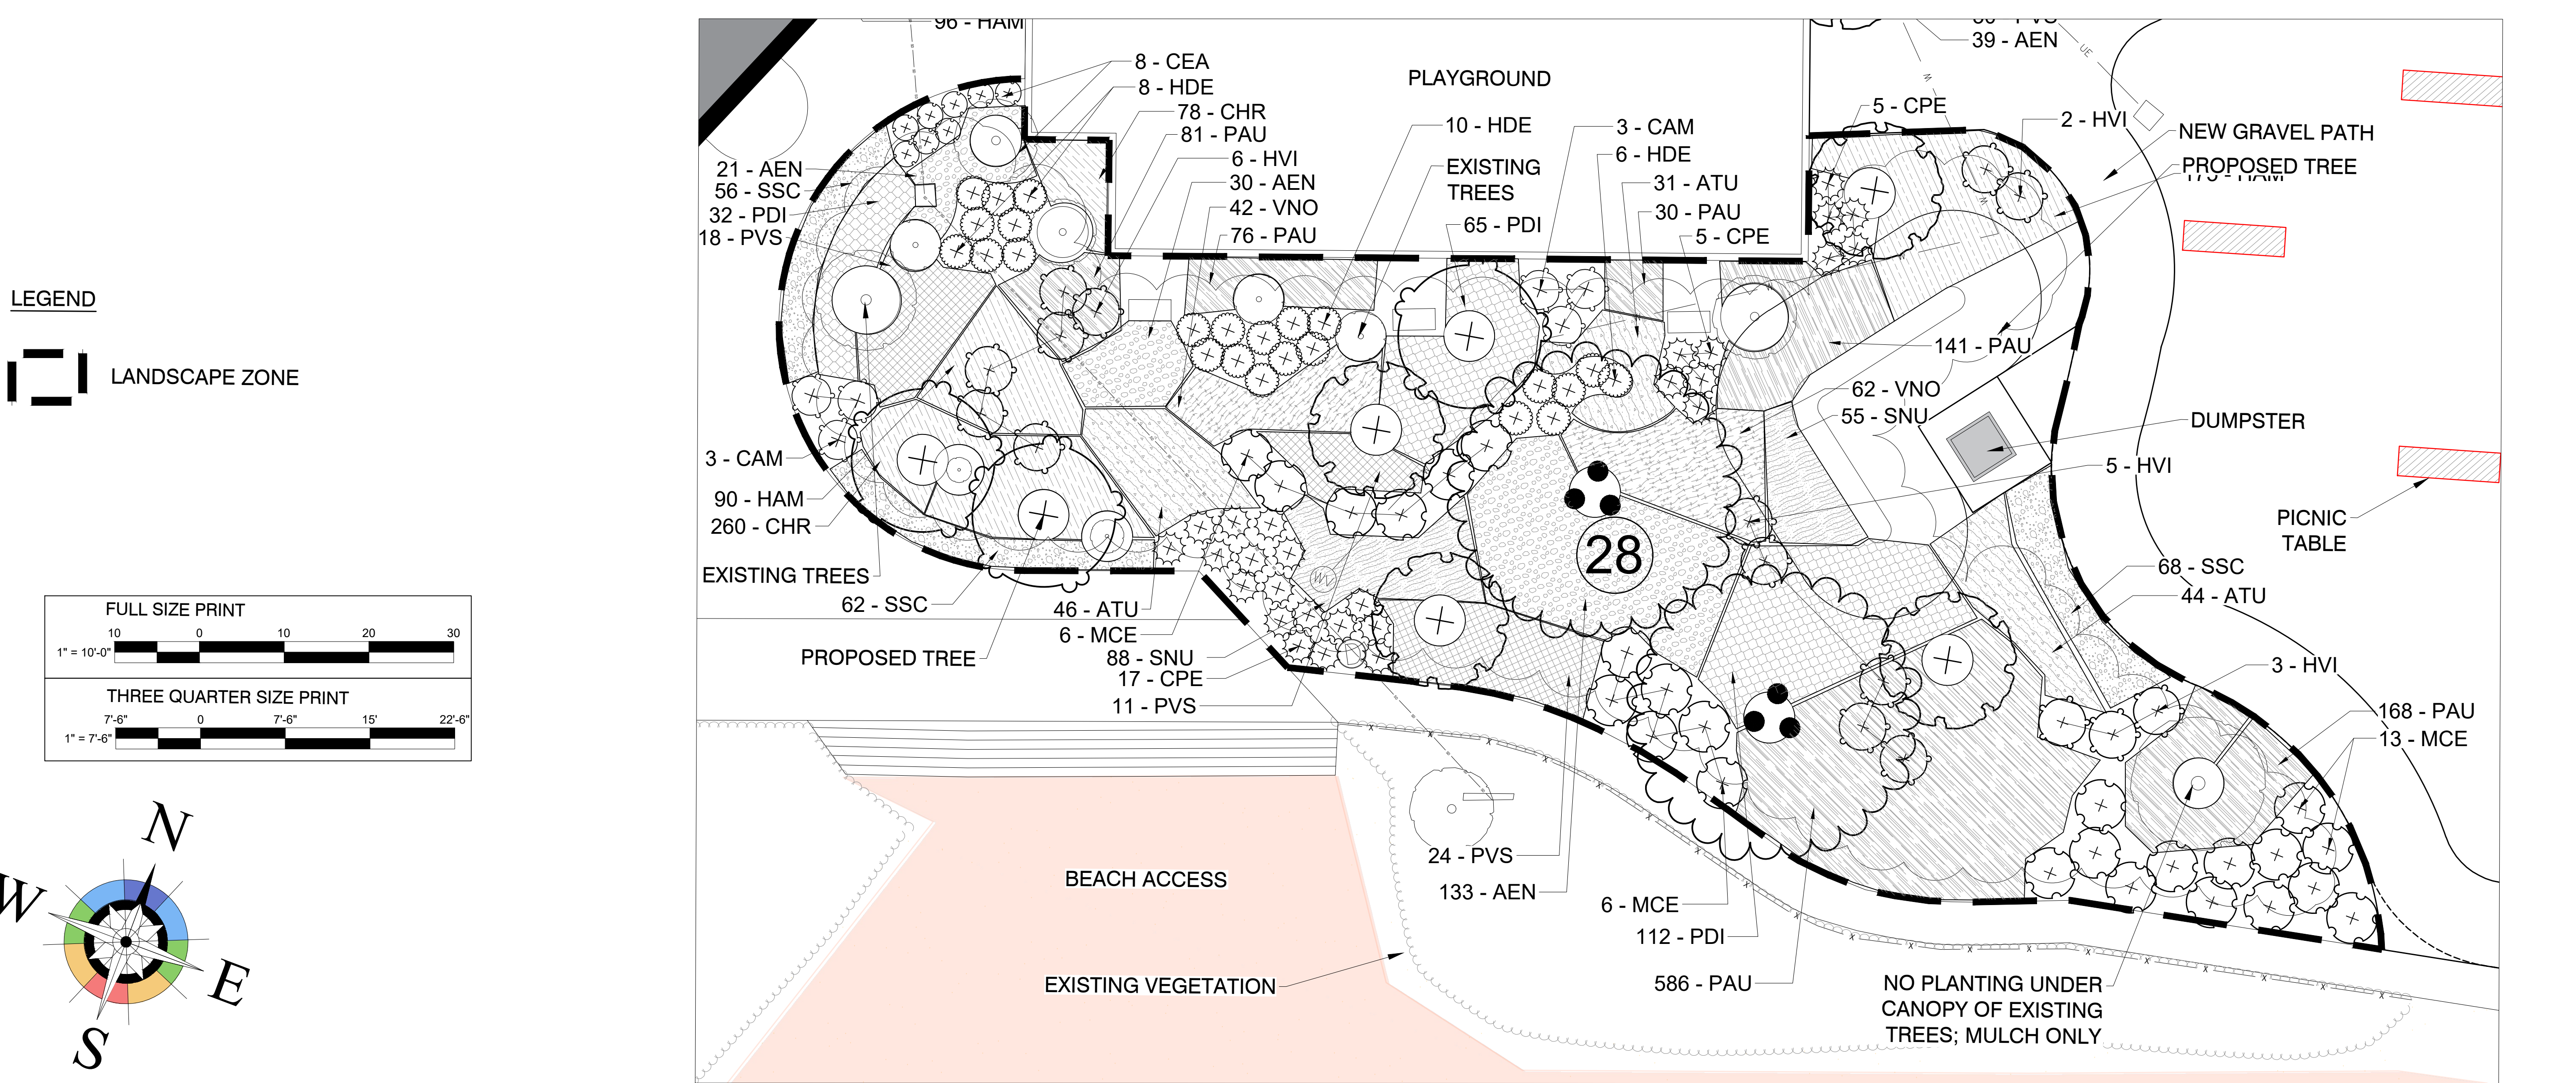 96 - HAM
39 - AEN
UE
W
8 - CEA
8 - HDE
78 - CHR
81 - PAU
6 - HVI
30 - AEN
42 - VNO
76 - PAU
PLAYGROUND
10 - HDE
EXISTING
TREES
65 - PDI
3 - CAM
6 - HDE
31 - ATU
30 - PAU
5 - CPE
5 - CPE
2 - HVI
NEW GRAVEL PATH
PROPOSED TREE
21 - AEN
56 - SSC
32 - PDI
18 - PVS
LEGEND
LANDSCAPE ZONE
141 - PAU
62 - VNO
55 - SNU
DUMPSTER
5 - HVI
3 - CAM
90 - HAM
260 - CHR
PICNIC
TABLE
28
WV
EXISTING TREES
62 - SSC
46 - ATU
6 - MCE
PROPOSED TREE
88 - SNU
17 - CPE
11 - PVS
68 - SSC
44 - ATU
3 - HVI
168 - PAU
13 - MCE
FULL SIZE PRINT
10 0 10 20 30
1" = 10'-0"
THREE QUARTER SIZE PRINT
7'-6" 0 7'-6" 15' 22'-6"
1" = 7'-6"
N
W
E
S
24 - PVS
133 - AEN
6 - MCE
112 - PDI
586 - PAU
BEACH ACCESS
EXISTING VEGETATION
NO PLANTING UNDER
CANOPY OF EXISTING
TREES; MULCH ONLY